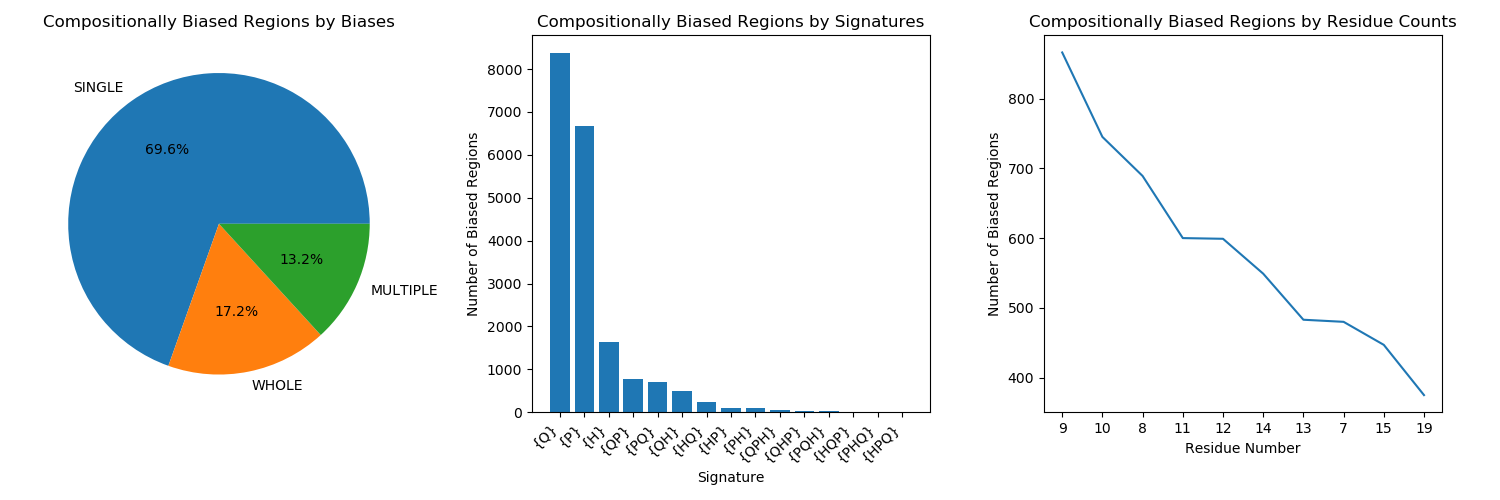 Compositionally Biased Regions by Biases
SINGLE
69.6%
13.2%
MULTIPLE
17.2%
WHOLE
Compositionally Biased Regions by Signatures
Number of Biased Regions
8000
7000
6000
5000
4000
3000
2000
1000
0
{Q}
{P}
{H}
{QP}
{PQ}
{QH}
{HQ}
{HP}
{PH}
{QPH}
{QHP}
{PQH}
{HQP}
{PHQ}
{HPQ}
Signature
Compositionally Biased Regions by Residue Counts
Number of Biased Regions
800
700
600
500
400
9 10 8 11 12 14 13 7 15 19
Residue Number